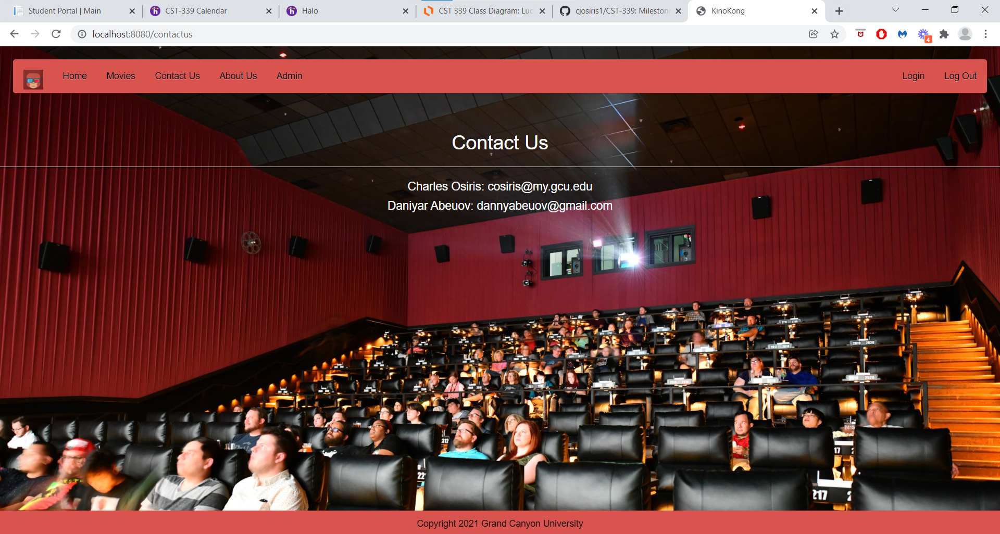 Student Portal | Main
CST-339 Calendar
Halo
CST 339 Class Diagram: Luc
cjosiris1/CST-339: Mileston
KinoKong
localhost:8080/contactus
4
Home
Movies
Contact Us
About Us
Admin
Login
Log Out
Contact Us
Charles Osiris: cosiris@my.gcu.edu
Daniyar Abeuov: dannyabeuov@gmail.com
217
Copyright 2021 Grand Canyon University